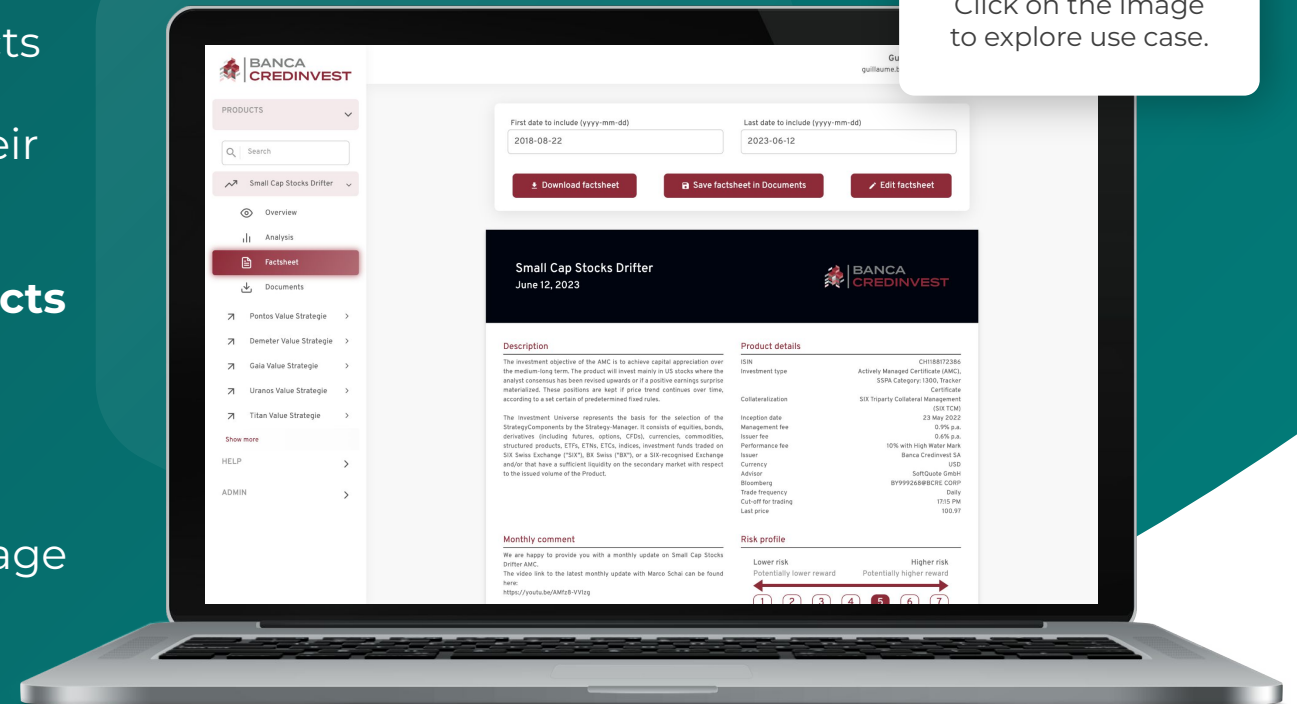 ts
eir
cts
age
Click on the image
to explore use case.
BANCA
CREDINVEST
PRODUCTS
Search
Small Cap Stocks Drifter
Overview
Analysis
Factsheet
Documents
Pontos Value Strategie
Demeter Value Strategie
Gaia Value Strategie
Uranos Value Strategie
Titan Value Strategie
Show more
HELP
ADMIN
Gu
guillaume.b
First date to include (yyyy-mm-dd)
2018-08-22
Last date to include (yyyy-mm-dd)
2023-06-12
Download factsheet
Save factsheet in Documents
Edit factsheet
Small Cap Stocks Drifter
June 12, 2023
BANCA
CREDINVEST
Description
The investment objective of the AMC is to achieve capital appreciation over
the medium-long term. The product will invest mainly in US stocks where the
analyst consensus has been revised upwards or if a positive earnings surprise
materialized. These positions are kept if price trend continues over time,
according to a set certain of predetermined fixed rules.
The Investment Universe represents the basis for the selection of the
StrategyComponents by the Strategy-Manager. It consists of equities, bonds,
derivatives (including futures, options, CFDs), currencies, commodities,
structured products, ETFs, ETNs, ETCs, indices, investment funds traded on
SIX Swiss Exchange ("SIX"), BX Swiss ("BX"), or a SIX-recognised Exchange
and/or that have a sufficient liquidity on the secondary market with respect
to the issued volume of the Product.
Product details
ISIN CH1188172386
Investment type Actively Managed Certificate (AMC),
SSPA Category: 1300, Tracker
Certificate
Collateralization SIX Triparty Collateral Management
(SIX TCM)
Inception date 23 May 2022
Management fee 0.9% p.a.
Issuer fee 0.6% p.a.
Performance fee 10% with High Water Mark
Issuer Banca Credinvest SA
Currency USD
Advisor SoftQuote GmbH
Bloomberg BY999268@BCRE CORP
Trade frequency Daily
Cut-off for trading 17:15 PM
Last price 100.97
Monthly comment
We are happy to provide you with a monthly update on Small Cap Stocks
Drifter AMC.
The video link to the latest monthly update with Marco Schai can be found
here:
https://youtu.be/AMfz8-VVlzg
Risk profile
Lower risk Higher risk
Potentially lower reward Potentially higher reward
1 2 3 4 5 6 7